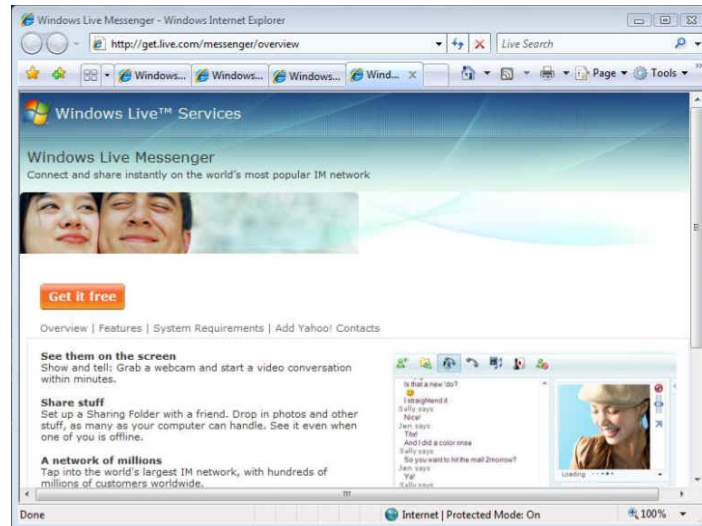 Windows Live Messenger - Windows Internet Explorer
http://get.live.com/messenger/overview
Live Search
Windows...
Windows...
Windows...
Wind...
Page
Tools
Windows Live™ Services
Windows Live Messenger
Connect and share instantly on the world's most popular IM network
Get it free
Overview | Features | System Requirements | Add Yahoo! Contacts
See them on the screen
Show and tell: Grab a webcam and start a video conversation
within minutes.
Share stuff
Set up a Sharing Folder with a friend. Drop in photos and other
stuff, as many as your computer can handle. See it even when
one of you is offline.
A network of millions
Tap into the world's largest IM network, with hundreds of
millions of customers worldwide.
Is that a new 'do?
I straightend it
Sally says
Nice!
Jen says
Thx!
And I did a color rinse
Sally says
So you want to hit the mall 2morrow?
Jen says
Ya!
Sally says
Loading
Done
Internet | Protected Mode: On
100%